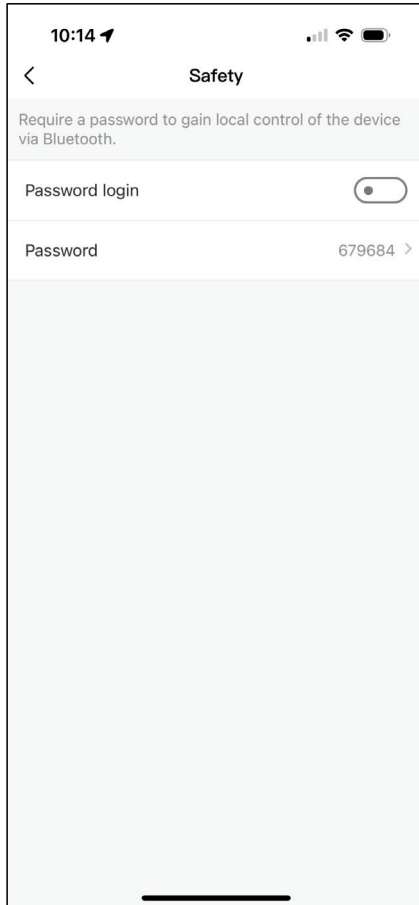 10:14
Safety
Require a password to gain local control of the device
via Bluetooth.
Password login
Password 679684